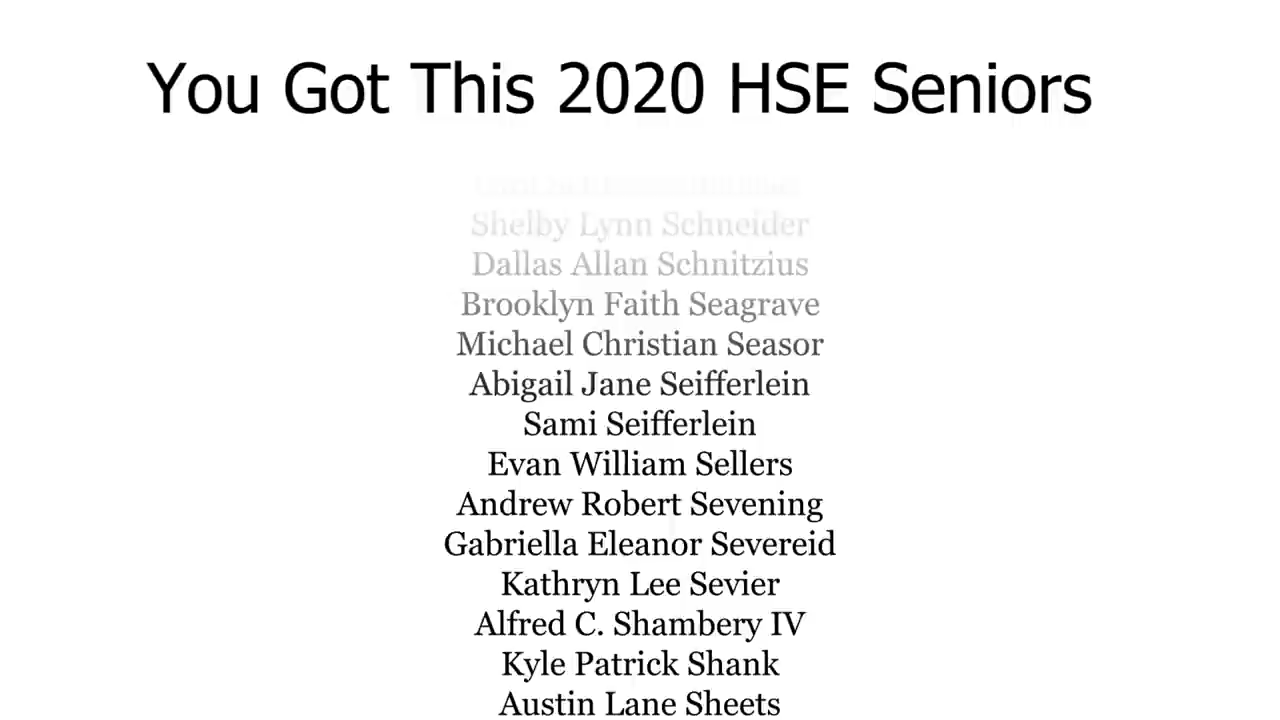 You Got This 2020 HSE Seniors
Shelby Lynn Schneider
Dallas Allan Schnitzius
Brooklyn Faith Seagrave
Michael Christian Seasor
Abigail Jane Seifferlein
Sami Seifferlein
Evan William Sellers
Andrew Robert Sevening
Gabriella Eleanor Severeid
Kathryn Lee Sevier
Alfred C. Shambery IV
Kyle Patrick Shank
Austin Lane Sheets